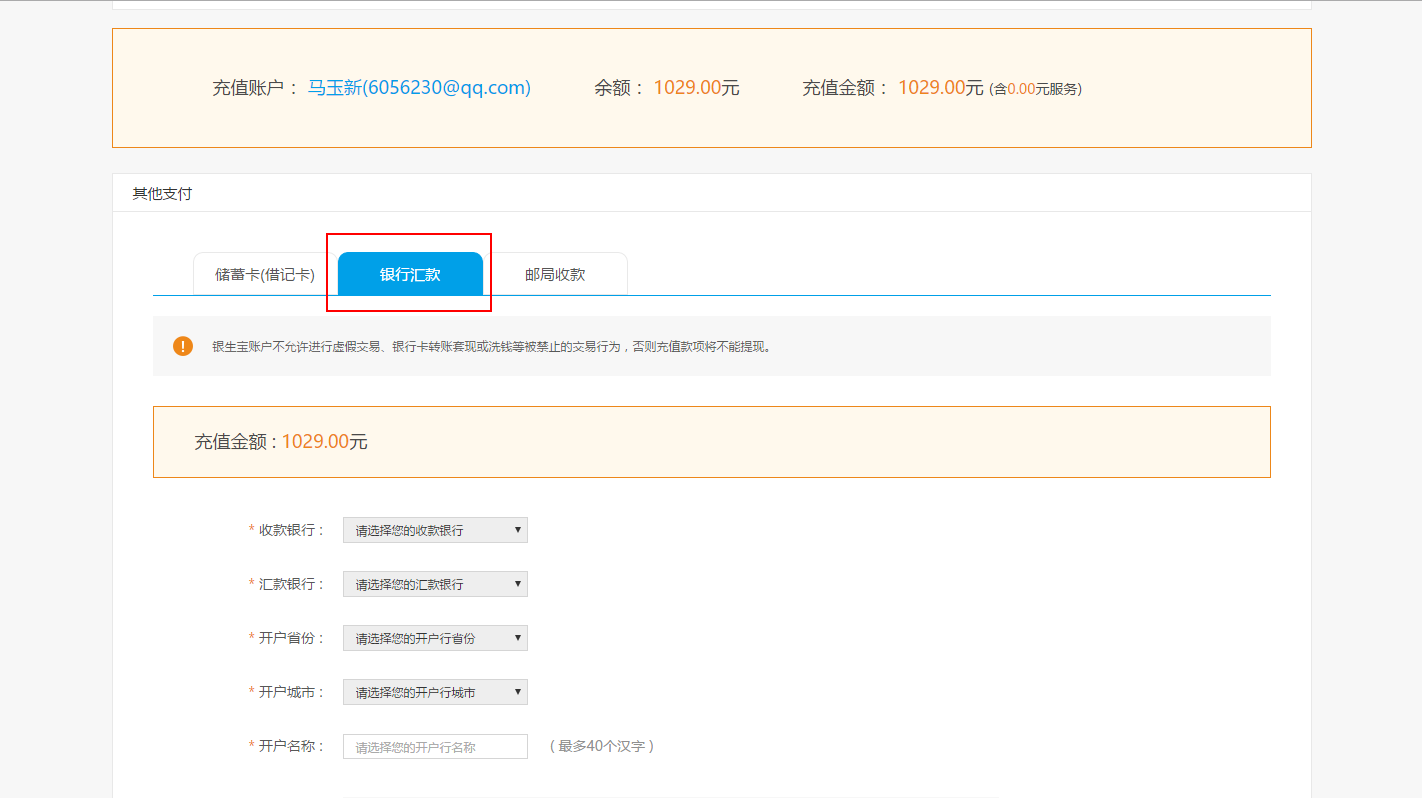 充值账户： 马玉新(6056230@qq.com) 余额： 1029.00元 充值金额： 1029.00元 (含0.00元服务)
其他支付
储蓄卡(借记卡) 银行汇款 邮局收款
! 银生宝账户不允许进行虚假交易、银行卡转账套现或洗钱等被禁止的交易行为，否则充值款项将不能提现。
充值金额 : 1029.00元
* 收款银行： 请选择您的收款银行
* 汇款银行： 请选择您的汇款银行
* 开户省份： 请选择您的开户行省份
* 开户城市： 请选择您的开户行城市
* 开户名称： 请选择您的开户行名称 （最多40个汉字）